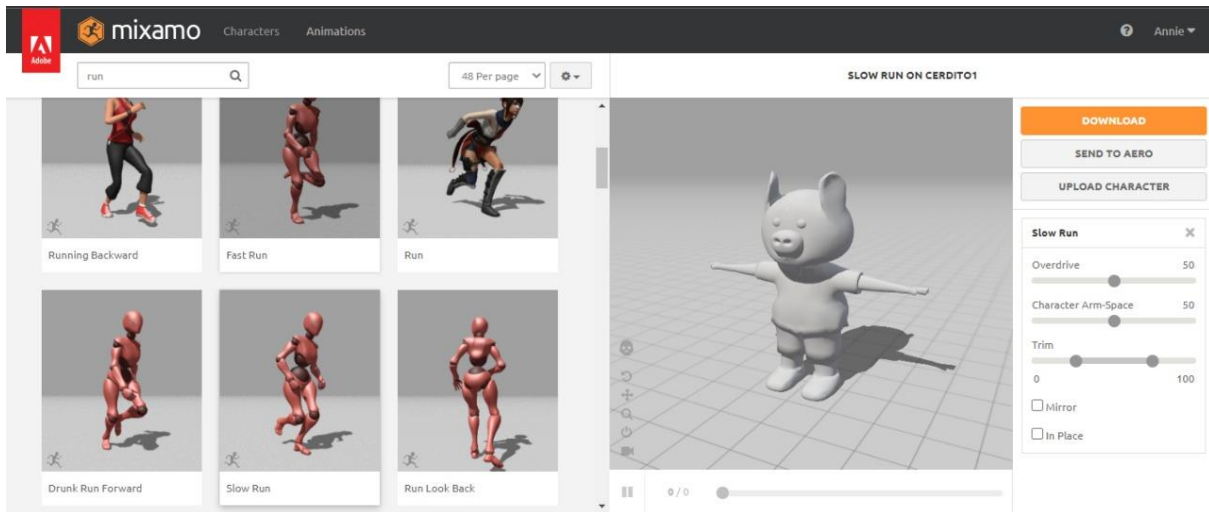 Adobe
mixamo
Characters
Animations
Annie
run
48 Per page
SLOW RUN ON CERDITO1
Running Backward
Fast Run
Run
Drunk Run Forward
Slow Run
Run Look Back
0 / 0
DOWNLOAD
SEND TO AERO
UPLOAD CHARACTER
Slow Run
Overdrive 50
Character Arm-Space 50
Trim
0 100
Mirror
In Place